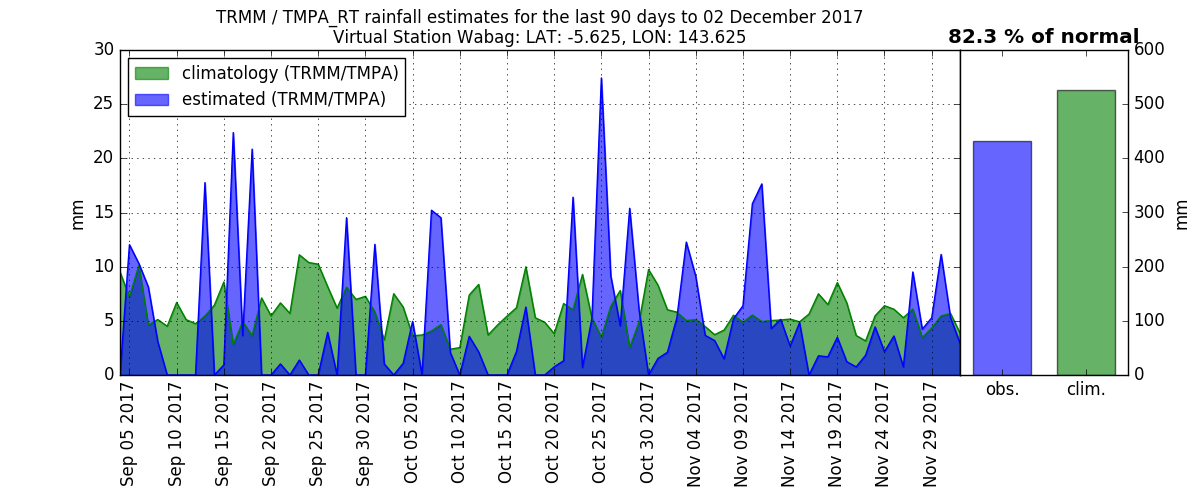 TRMM / TMPA_RT rainfall estimates for the last 90 days to 02 December 2017
Virtual Station Wabag: LAT: -5.625, LON: 143.625
82.3 % of normal
climatology (TRMM/TMPA)
estimated (TRMM/TMPA)
30
25
20
15
10
5
0
mm
600
500
400
300
200
100
0
mm
obs.
clim.
Sep 05 2017
Sep 10 2017
Sep 15 2017
Sep 20 2017
Sep 25 2017
Sep 30 2017
Oct 05 2017
Oct 10 2017
Oct 15 2017
Oct 20 2017
Oct 25 2017
Oct 30 2017
Nov 04 2017
Nov 09 2017
Nov 14 2017
Nov 19 2017
Nov 24 2017
Nov 29 2017